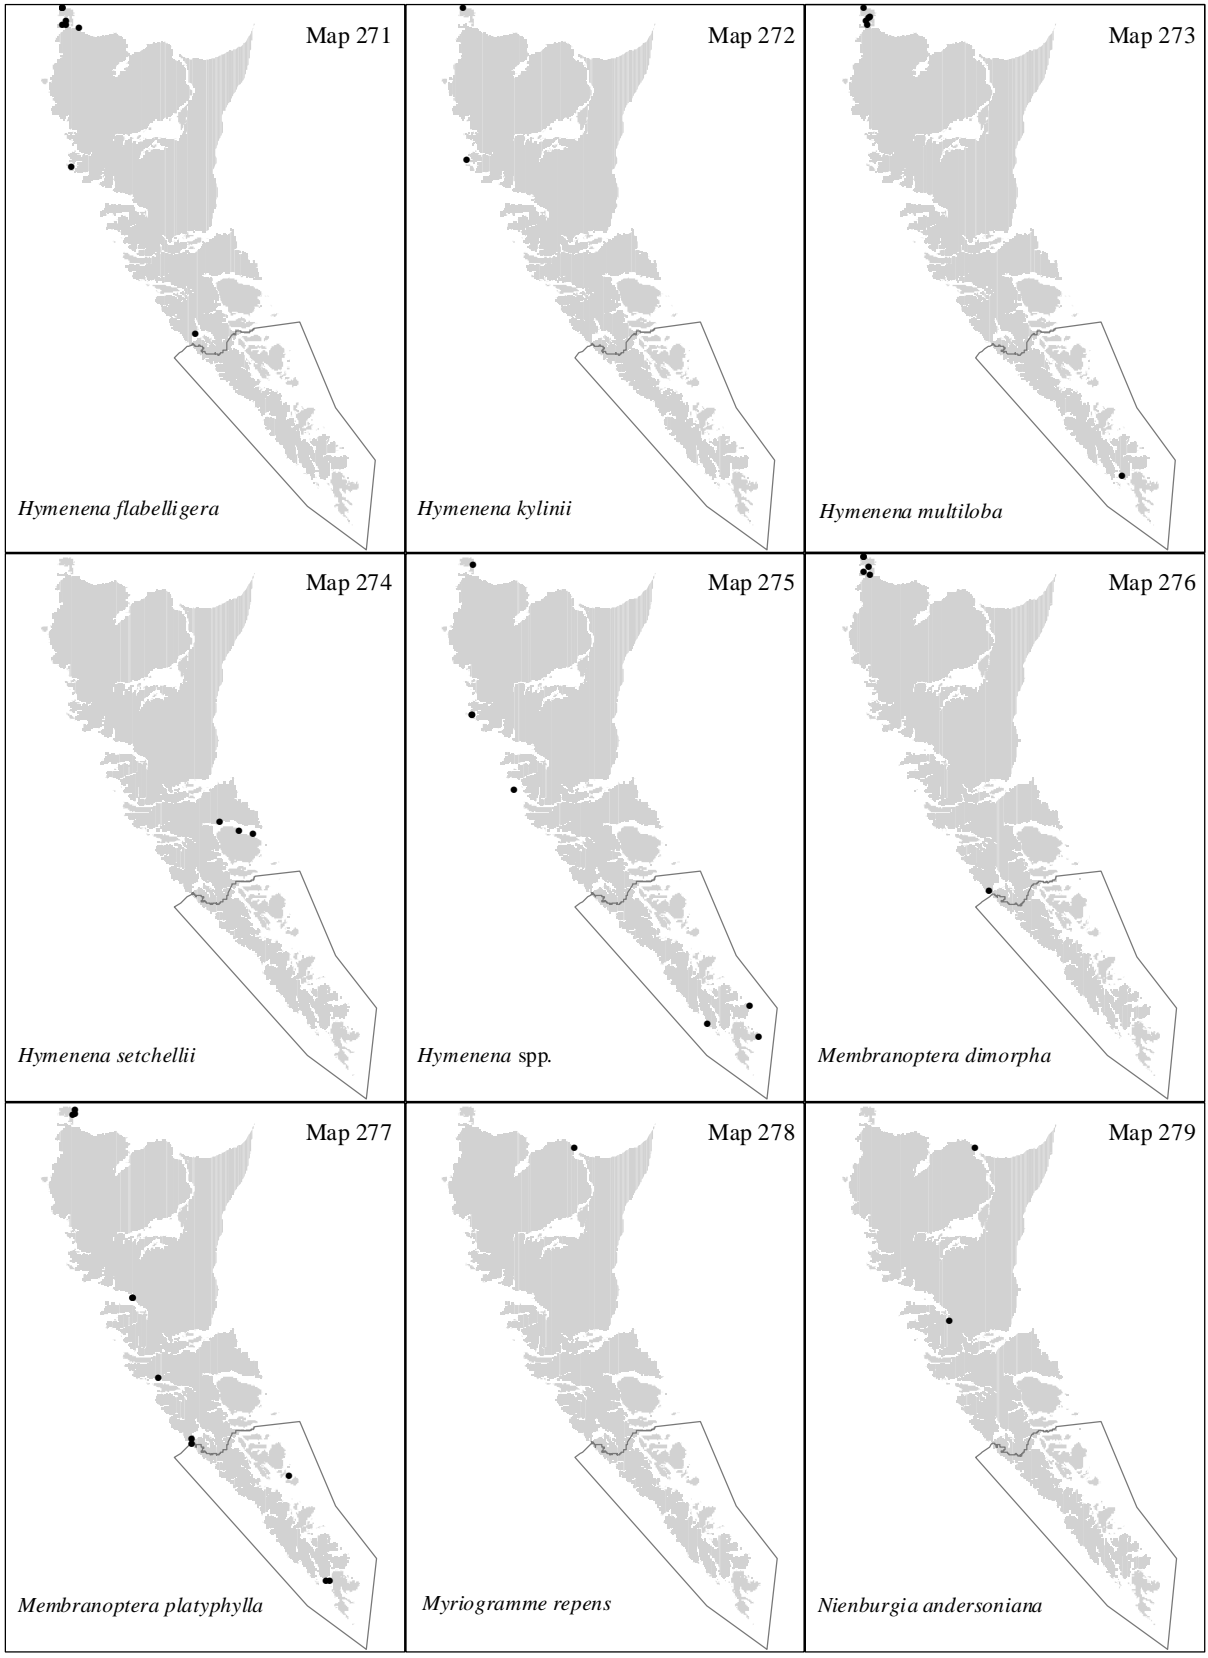 Map 271
Hymenena flabelligera
Map 272
Hymenena kylinii
Map 273
Hymenena multiloba
Map 274
Hymenena setchellii
Map 275
Hymenena spp.
Map 276
Membranoptera dimorpha
Map 277
Membranoptera platyphylla
Map 278
Myriogramme repens
Map 279
Nienburgia andersoniana